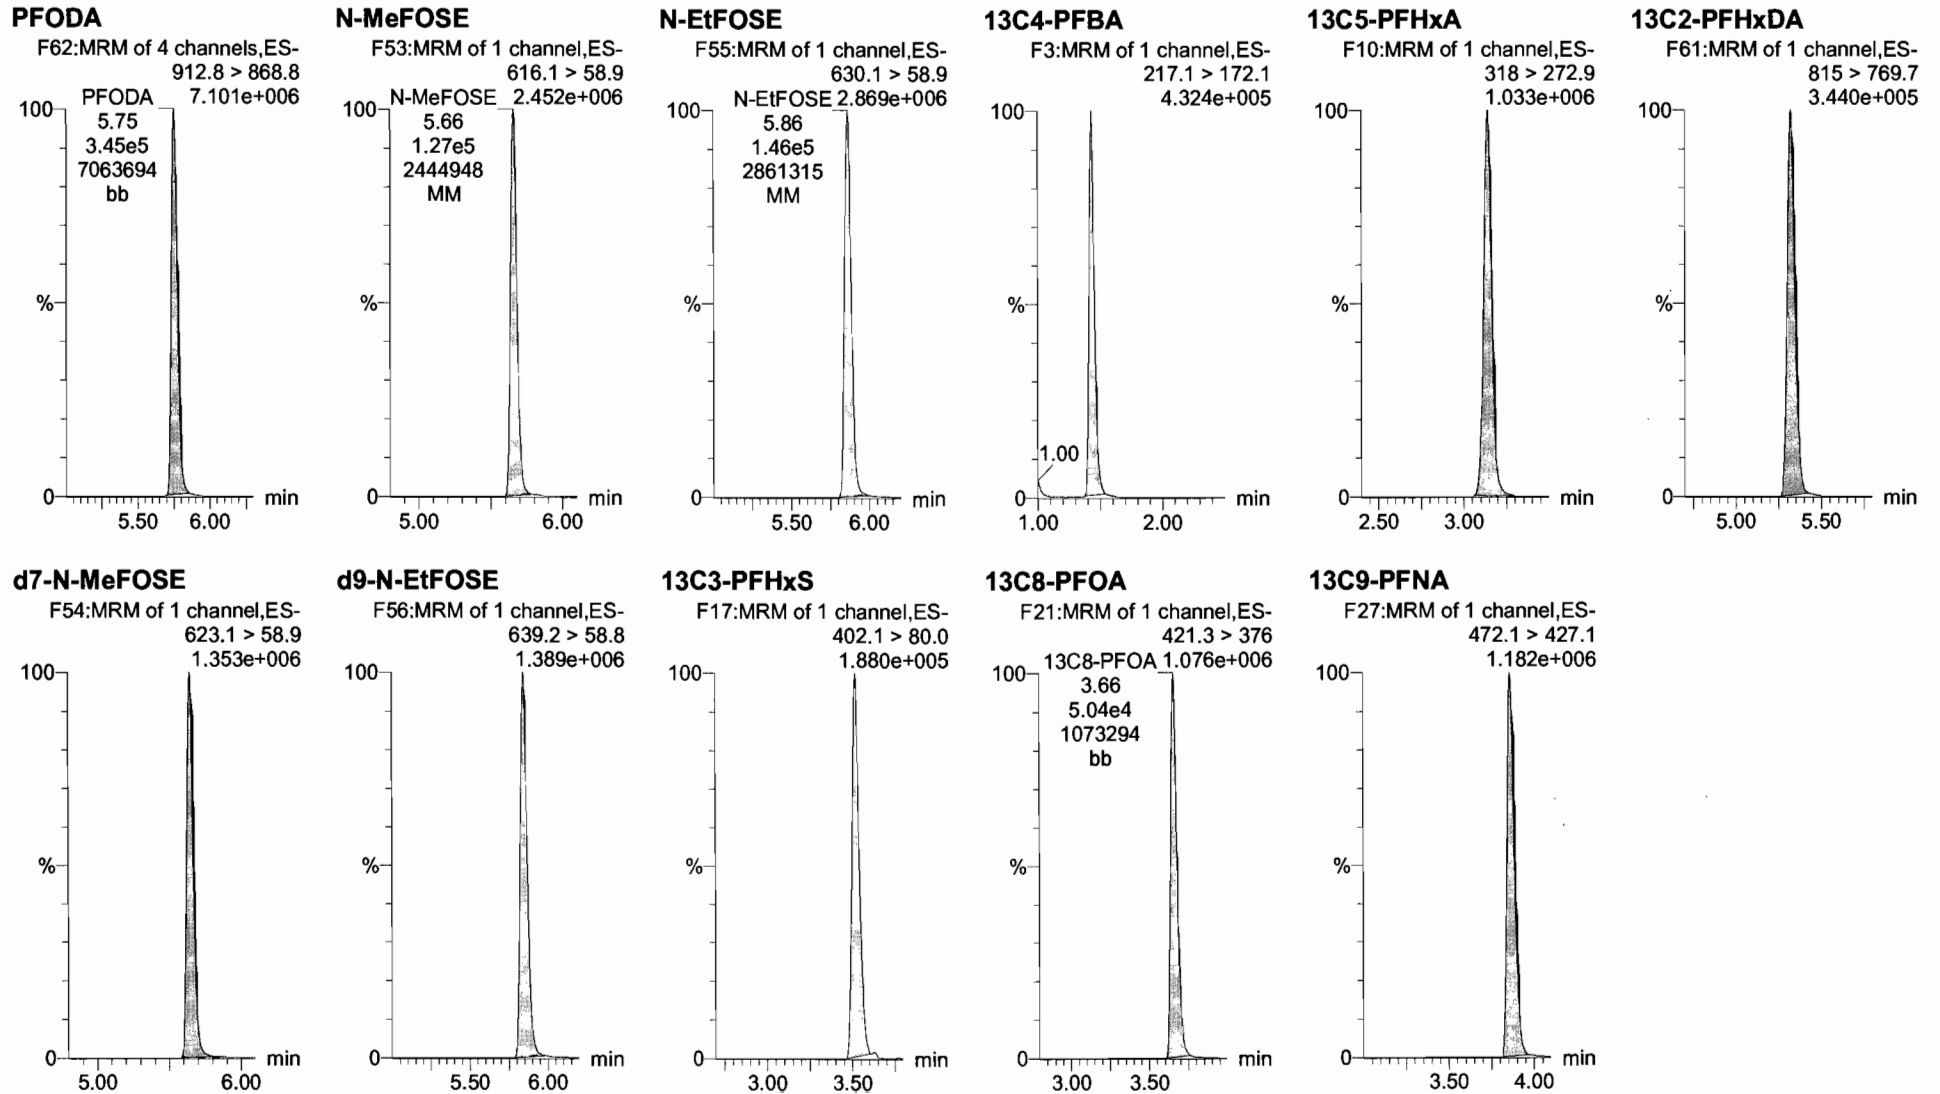 PFODA
F62:MRM of 4 channels,ES-
912.8 > 868.8
7.101e+006
PFODA
5.75
3.45e5
7063694
bb
100
%
0
5.50 6.00
min
N-MeFOSE
F53:MRM of 1 channel,ES-
616.1 > 58.9
2.452e+006
N-MeFOSE
5.66
1.27e5
2444948
MM
100
%
0
5.00 6.00
min
N-EtFOSE
F55:MRM of 1 channel,ES-
630.1 > 58.9
2.869e+006
N-EtFOSE
5.86
1.46e5
2861315
MM
100
%
0
5.50 6.00
min
13C4-PFBA
F3:MRM of 1 channel,ES-
217.1 > 172.1
4.324e+005
100
%
1.00
0
1.00 2.00
min
13C5-PFHxA
F10:MRM of 1 channel,ES-
318 > 272.9
1.033e+006
100
%
0
2.50 3.00
min
13C2-PFHxDA
F61:MRM of 1 channel,ES-
815 > 769.7
3.440e+005
100
%
0
5.00 5.50
min
d7-N-MeFOSE
F54:MRM of 1 channel,ES-
623.1 > 58.9
1.353e+006
100
%
0
5.00 6.00
min
d9-N-EtFOSE
F56:MRM of 1 channel,ES-
639.2 > 58.8
1.389e+006
100
%
0
5.50 6.00
min
13C3-PFHxS
F17:MRM of 1 channel,ES-
402.1 > 80.0
1.880e+005
100
%
0
3.00 3.50
min
13C8-PFOA
F21:MRM of 1 channel,ES-
421.3 > 376
1.076e+006
13C8-PFOA
3.66
5.04e4
1073294
bb
100
%
0
3.00 3.50
min
13C9-PFNA
F27:MRM of 1 channel,ES-
472.1 > 427.1
1.182e+006
100
%
0
3.50 4.00
min